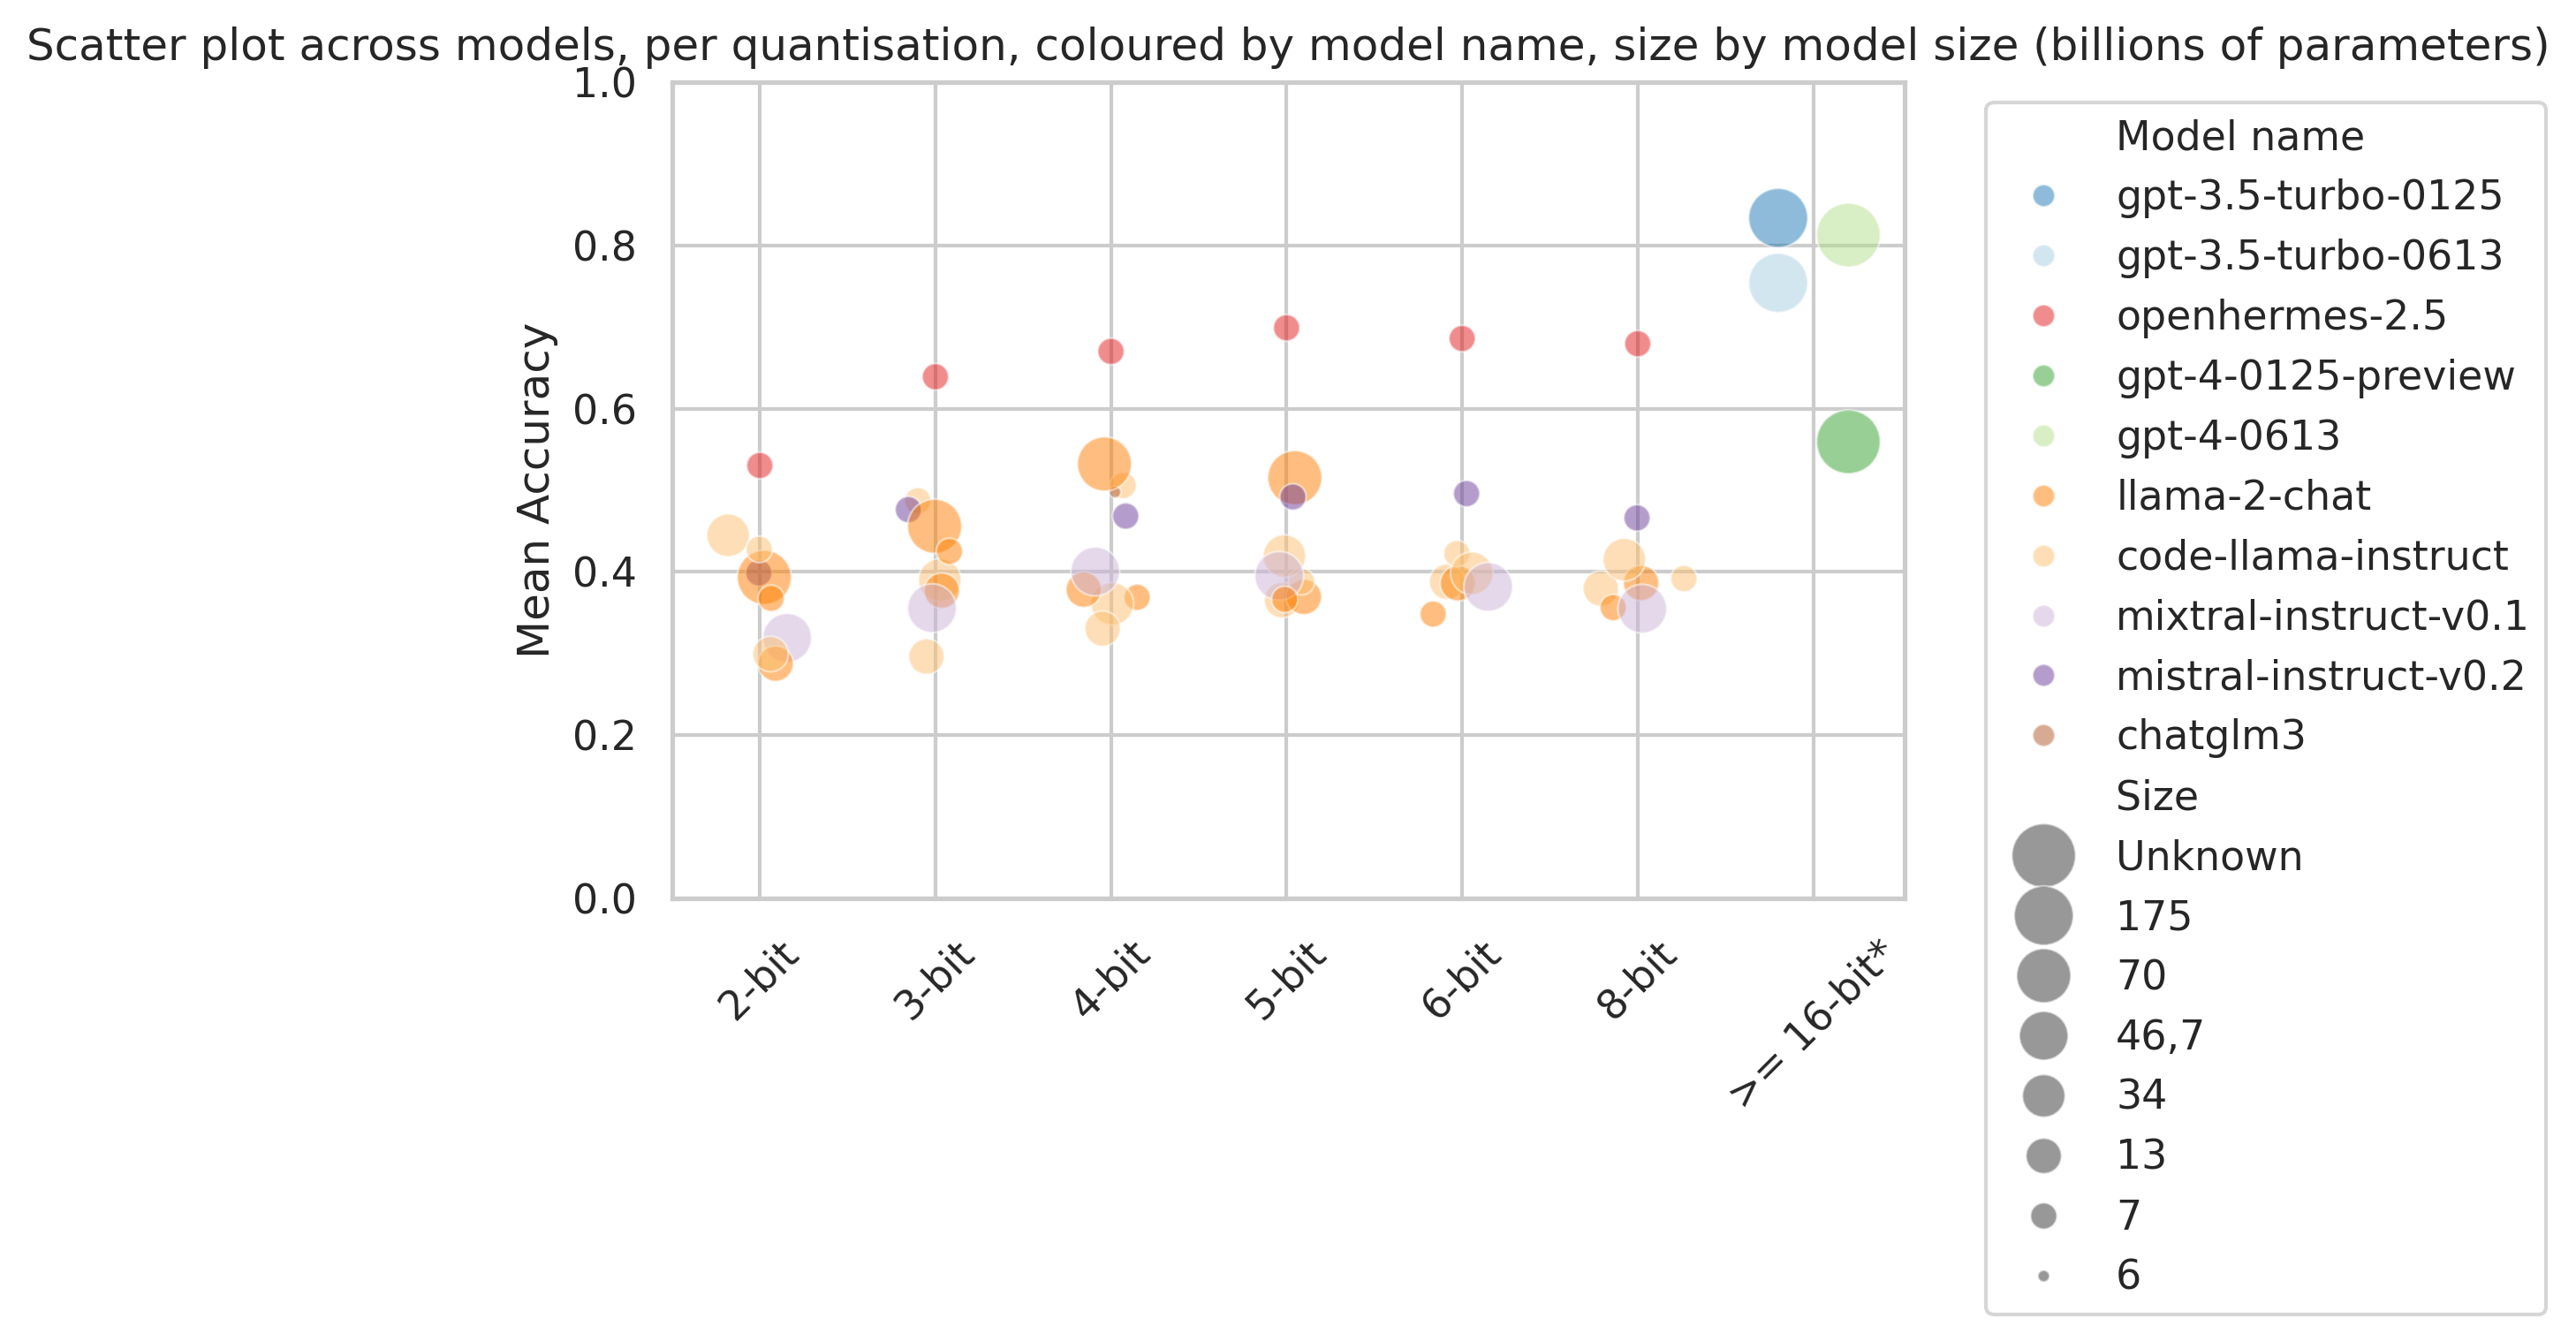 Scatter plot across models, per quantisation, coloured by model name, size by model size (billions of parameters)
Mean Accuracy
1.0
0.8
0.6
0.4
0.2
0.0
2-bit
3-bit
4-bit
5-bit
6-bit
8-bit
>= 16-bit*
Model name
gpt-3.5-turbo-0125
gpt-3.5-turbo-0613
openhermes-2.5
gpt-4-0125-preview
gpt-4-0613
llama-2-chat
code-llama-instruct
mixtral-instruct-v0.1
mistral-instruct-v0.2
chatglm3
Size
Unknown
175
70
46,7
34
13
7
6